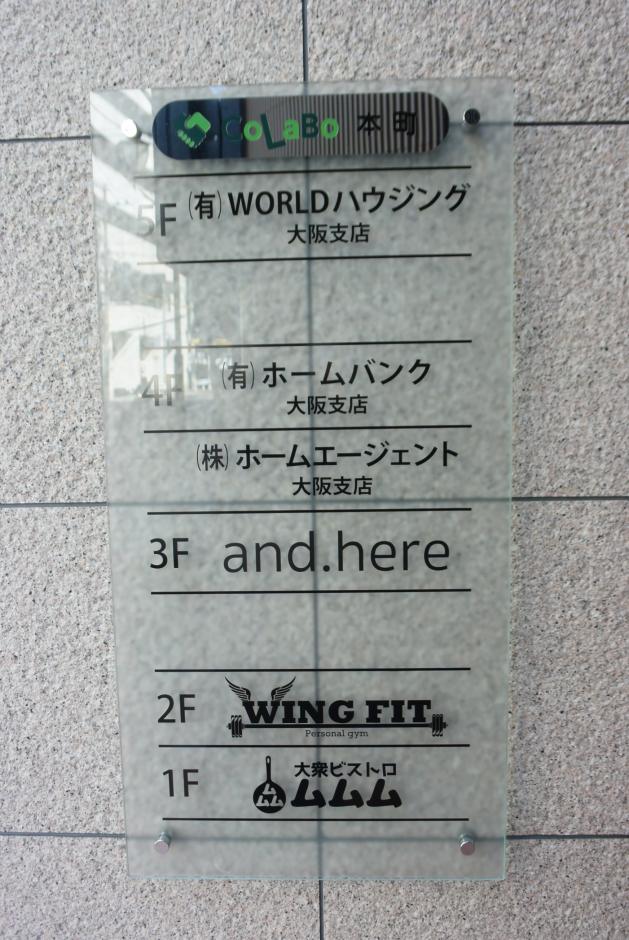 CoLaBo 本町
5F (有)WORLDハウジング
大阪支店
4F (有)ホームバンク
大阪支店
(株)ホームエージェント
大阪支店
3F and.here
2F WING FIT
Personal gym
1F 大衆ビストロ
ムムム ムムム